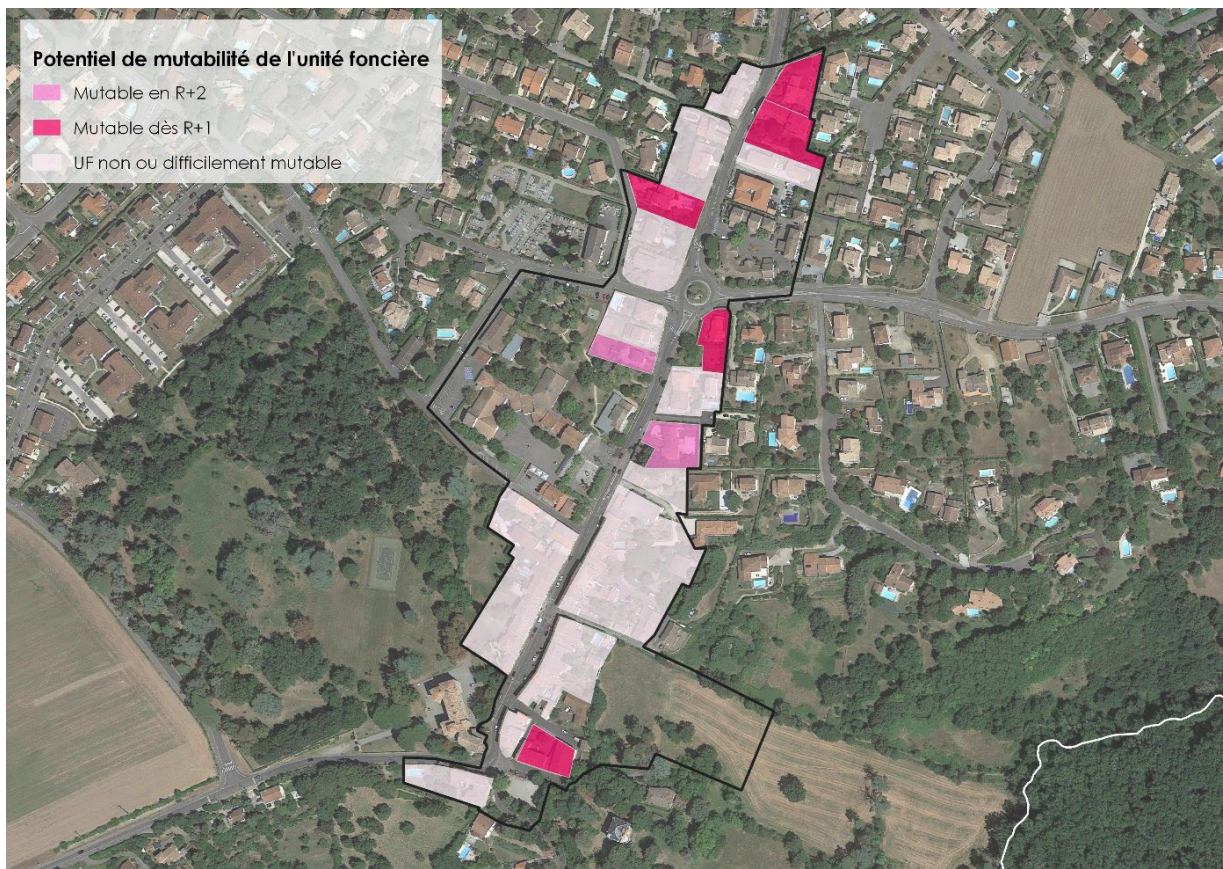 Potentiel de mutabilité de l'unité foncière
Mutable en R+2
Mutable dès R+1
UF non ou difficilement mutable